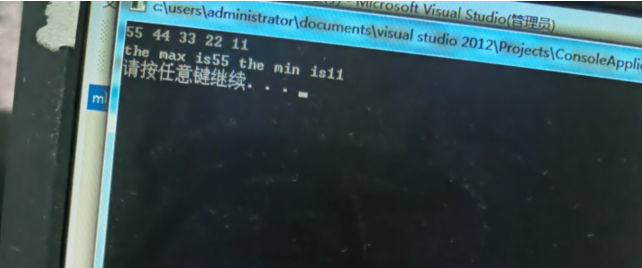 Microsoft Visual Studio(管理员)
c:\users\administrator\documents\visual studio 2012\Projects\ConsoleApplic
55 44 33 22 11
the max is55 the min is11
请按任意键继续. . .